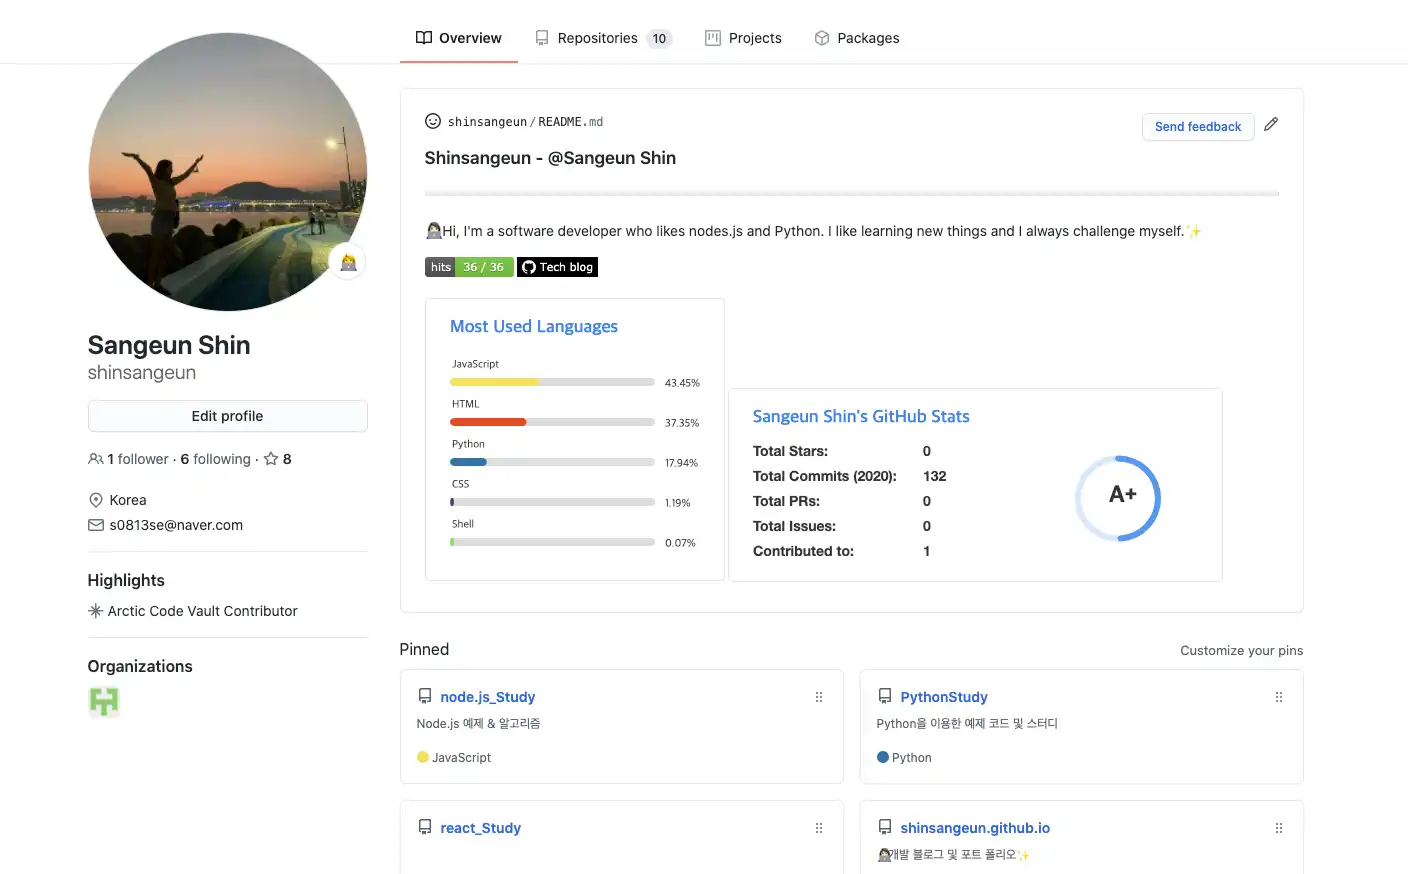 Overview
Repositories 10
Projects
Packages
shinsangeun/README.md
Send feedback
Shinsangeun - @Sangeun Shin
👩🏻‍💻Hi, I'm a software developer who likes nodes.js and Python. I like learning new things and I always challenge myself.✨
hits 36 / 36 Tech blog
Sangeun Shin
shinsangeun
Edit profile
1 follower · 6 following · 8
Korea
s0813se@naver.com
Highlights
Arctic Code Vault Contributor
Organizations
Most Used Languages
JavaScript
43.45%
HTML
37.35%
Python
17.94%
CSS
1.19%
Shell
0.07%
Sangeun Shin's GitHub Stats
Total Stars: 0
Total Commits (2020): 132
Total PRs: 0
Total Issues: 0
Contributed to: 1
A+
Pinned
Customize your pins
node.js_Study
Node.js 예제 & 알고리즘
JavaScript
PythonStudy
Python을 이용한 예제 코드 및 스터디
Python
react_Study
shinsangeun.github.io
👩🏻‍💻개발 블로그 및 포트 폴리오✨